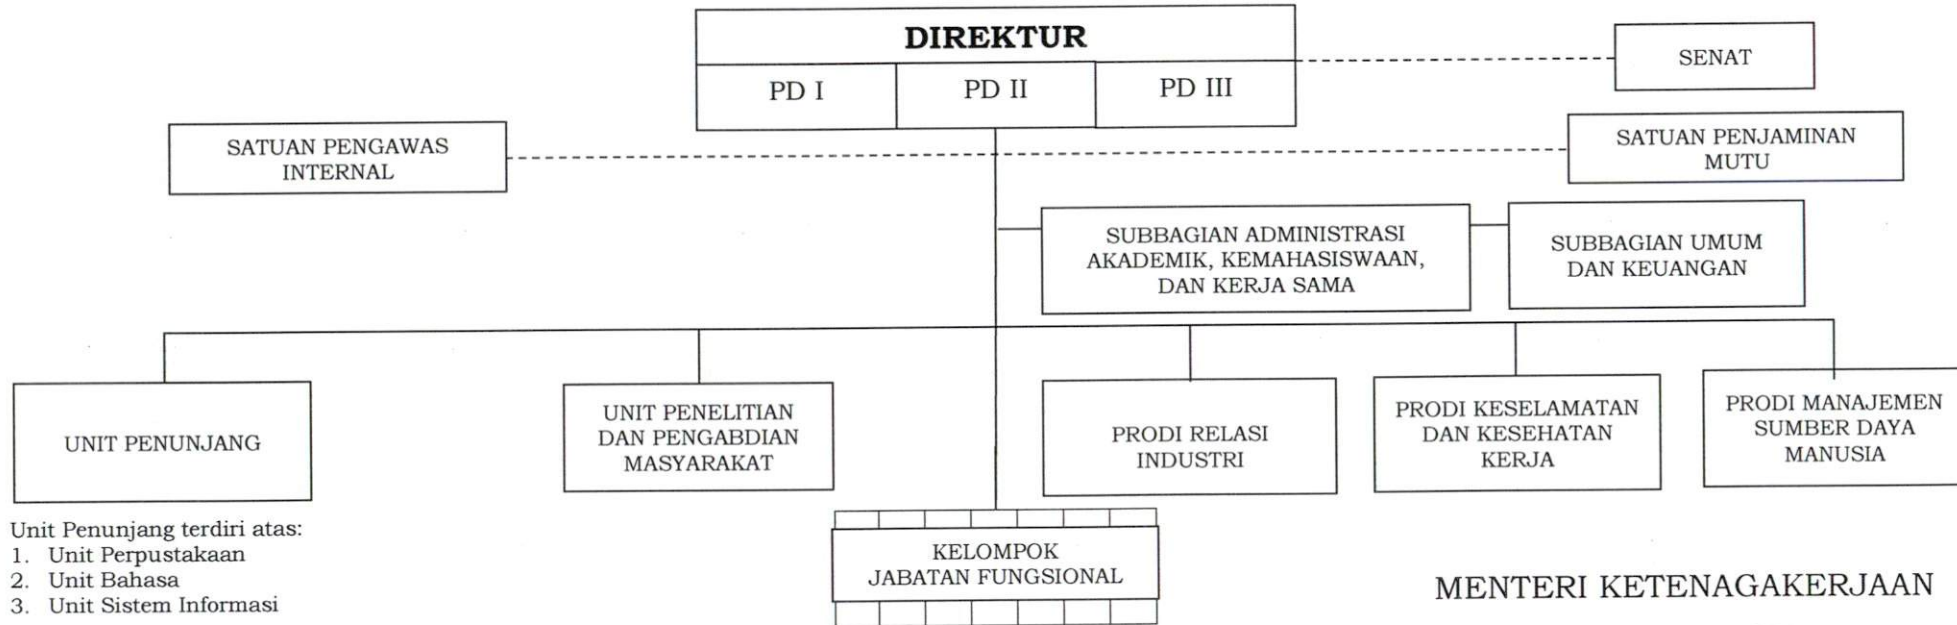 DIREKTUR
PD I
PD II
PD III
SENAT
SATUAN PENGAWAS
INTERNAL
SATUAN PENJAMINAN
MUTU
SUBBAGIAN ADMINISTRASI
AKADEMIK, KEMAHASISWAAN,
DAN KERJA SAMA
SUBBAGIAN UMUM
DAN KEUANGAN
UNIT PENUNJANG
UNIT PENELITIAN
DAN PENGABDIAN
MASYARAKAT
PRODI RELASI
INDUSTRI
PRODI KESELAMATAN
DAN KESEHATAN
KERJA
PRODI MANAJEMEN
SUMBER DAYA
MANUSIA
Unit Penunjang terdiri atas:
1. Unit Perpustakaan
2. Unit Bahasa
3. Unit Sistem Informasi
KELOMPOK
JABATAN FUNGSIONAL
MENTERI KETENAGAKERJAAN